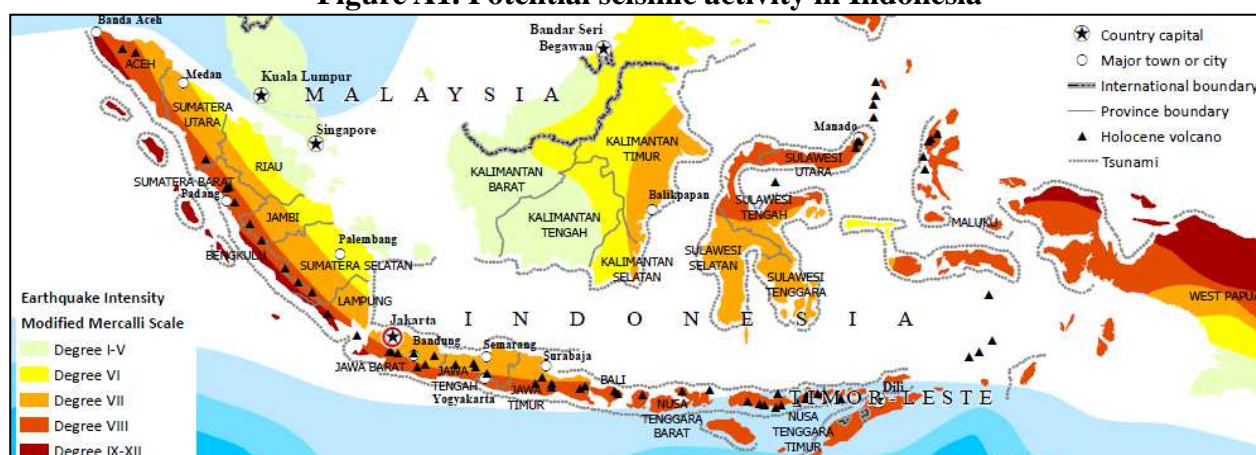 Figure A1. Potential seismic activity in Indonesia
Banda Aceh
ACEH
Medan
SUMATERA
UTARA
Kuala Lumpur
MALAYSIA
Singapore
RIAU
SUMATERA BARAT
Padang
JAMBI
BENGKULU
Palembang
SUMATERA SELATAN
LAMPUNG
Bandar Seri
Begawan
KALIMANTAN
BARAT
KALIMANTAN
TIMUR
KALIMANTAN
TENGAH
Balikpapan
KALIMANTAN
SELATAN
Manado
SULAWESI
UTARA
SULAWESI
TENGAH
SULAWESI
SELATAN
SULAWESI
TENGGARA
MALUKU
WEST PAPUA
INDONESIA
Jakarta
Bandung
JAWA BARAT
Semarang
JAWA
TENGAH
Yogyakarta
Surabaja
JAWA
TIMUR
BALI
NUSA
TENGGARA
BARAT
NUSA
TENGGARA
TIMUR
Dili
TIMOR-LESTE
Country capital
Major town or city
International boundary
Province boundary
Holocene volcano
Tsunami
Earthquake Intensity
Modified Mercalli Scale
Degree I-V
Degree VI
Degree VII
Degree VIII
Degree IX-XII